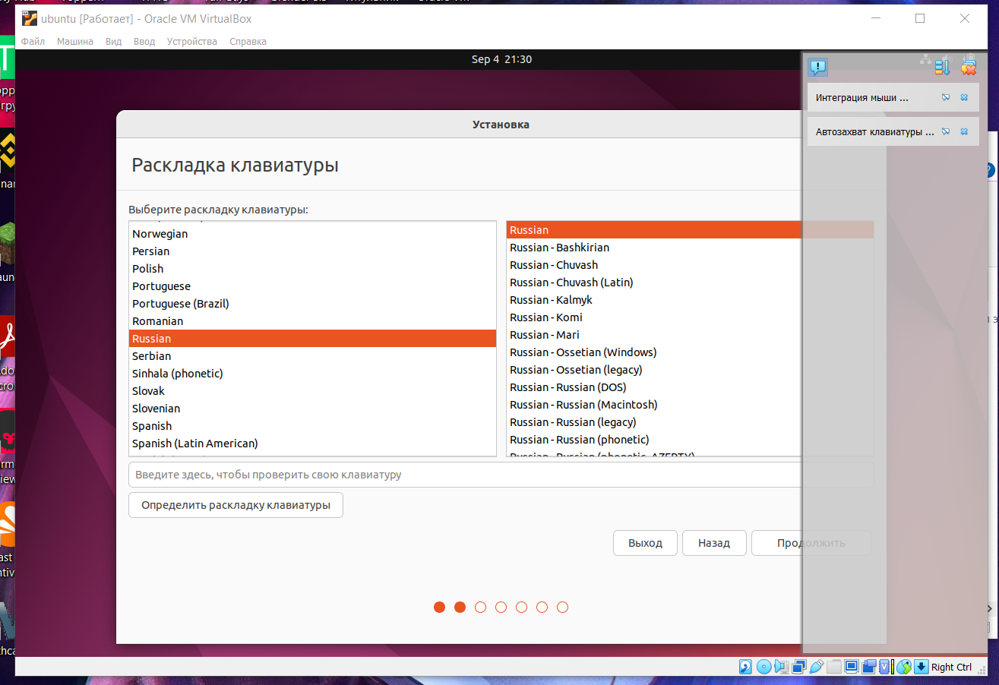 ubuntu [Работает] - Oracle VM VirtualBox
Файл Машина Вид Ввод Устройства Справка
Sep 4 21:30
Интеграция мыши ...
Автозахват клавиатуры ...
Установка
Раскладка клавиатуры
Выберите раскладку клавиатуры:
Norwegian
Persian
Polish
Portuguese
Portuguese (Brazil)
Romanian
Russian
Serbian
Sinhala (phonetic)
Slovak
Slovenian
Spanish
Spanish (Latin American)
Russian
Russian - Bashkirian
Russian - Chuvash
Russian - Chuvash (Latin)
Russian - Kalmyk
Russian - Komi
Russian - Mari
Russian - Ossetian (Windows)
Russian - Ossetian (legacy)
Russian - Russian (DOS)
Russian - Russian (Macintosh)
Russian - Russian (legacy)
Russian - Russian (phonetic)
Russian - Russian (phonetic, AZERTY)
Введите здесь, чтобы проверить свою клавиатуру
Определить раскладку клавиатуры
Выход Назад Продолжить
Right Ctrl